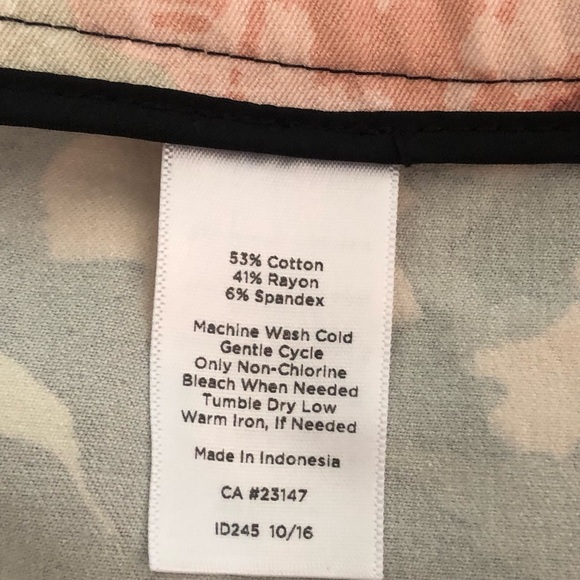 53% Cotton
41% Rayon
6% Spandex
Machine Wash Cold
Gentle Cycle
Only Non-Chlorine
Bleach When Needed
Tumble Dry Low
Warm Iron, If Needed
Made In Indonesia
CA #23147
ID245 10/16